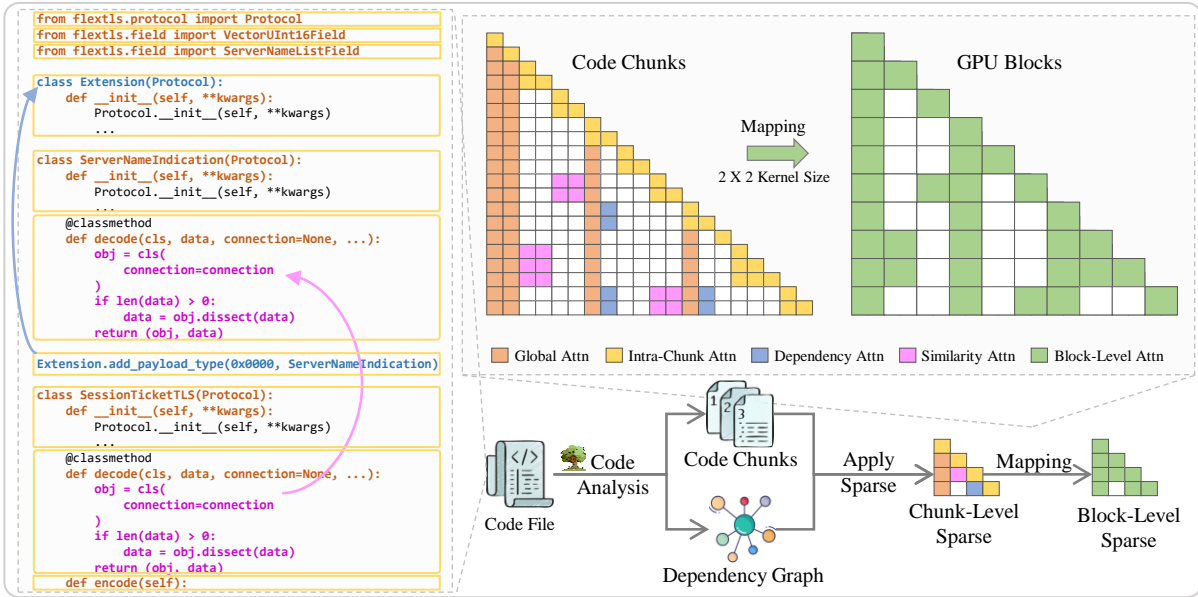 from flextls.protocol import Protocol
from flextls.field import VectorUInt16Field
from flextls.field import ServerNameListField
class Extension(Protocol):
    def __init__(self, **kwargs):
        Protocol.__init__(self, **kwargs)
        ...
class ServerNameIndication(Protocol):
    def __init__(self, **kwargs):
        Protocol.__init__(self, **kwargs)
        ...
    @classmethod
    def decode(cls, data, connection=None, ...):
        obj = cls(
            connection=connection
        )
        if len(data) > 0:
            data = obj.dissect(data)
        return (obj, data)
Extension.add_payload_type(0x0000, ServerNameIndication)
class SessionTicketTLS(Protocol):
    def __init__(self, **kwargs):
        Protocol.__init__(self, **kwargs)
        ...
    @classmethod
    def decode(cls, data, connection=None, ...):
        obj = cls(
            connection=connection
        )
        if len(data) > 0:
            data = obj.dissect(data)
        return (obj, data)
    def encode(self):
Code Chunks
Mapping
2 X 2 Kernel Size
GPU Blocks
Global Attn
Intra-Chunk Attn
Dependency Attn
Similarity Attn
Block-Level Attn
</>
Code File
Code
Analysis
1
2
3
Code Chunks
Dependency Graph
Apply
Sparse
Chunk-Level
Sparse
Mapping
Block-Level
Sparse